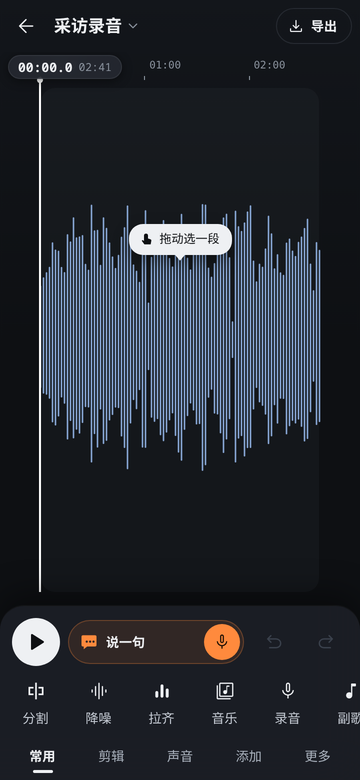 采访录音
导出
00:00.0 02:41
01:00
02:00
拖动选一段
说一句
分割
降噪
拉齐
音乐
录音
副歌
常用
剪辑
声音
添加
更多